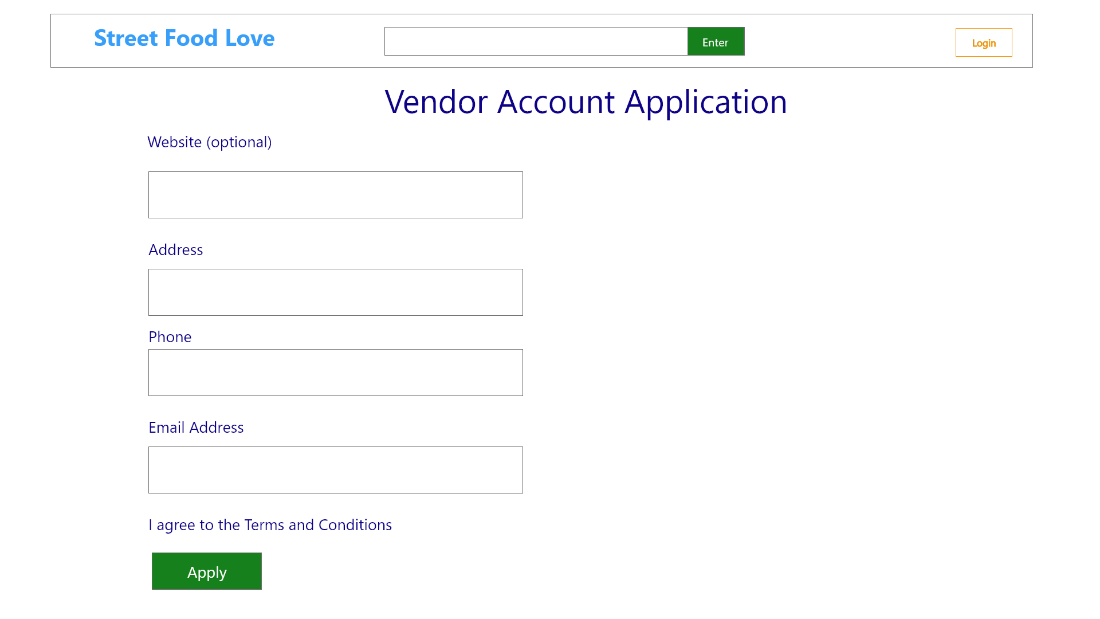 Street Food Love
Enter
Login
Vendor Account Application
Website (optional)
Address
Phone
Email Address
I agree to the Terms and Conditions
Apply